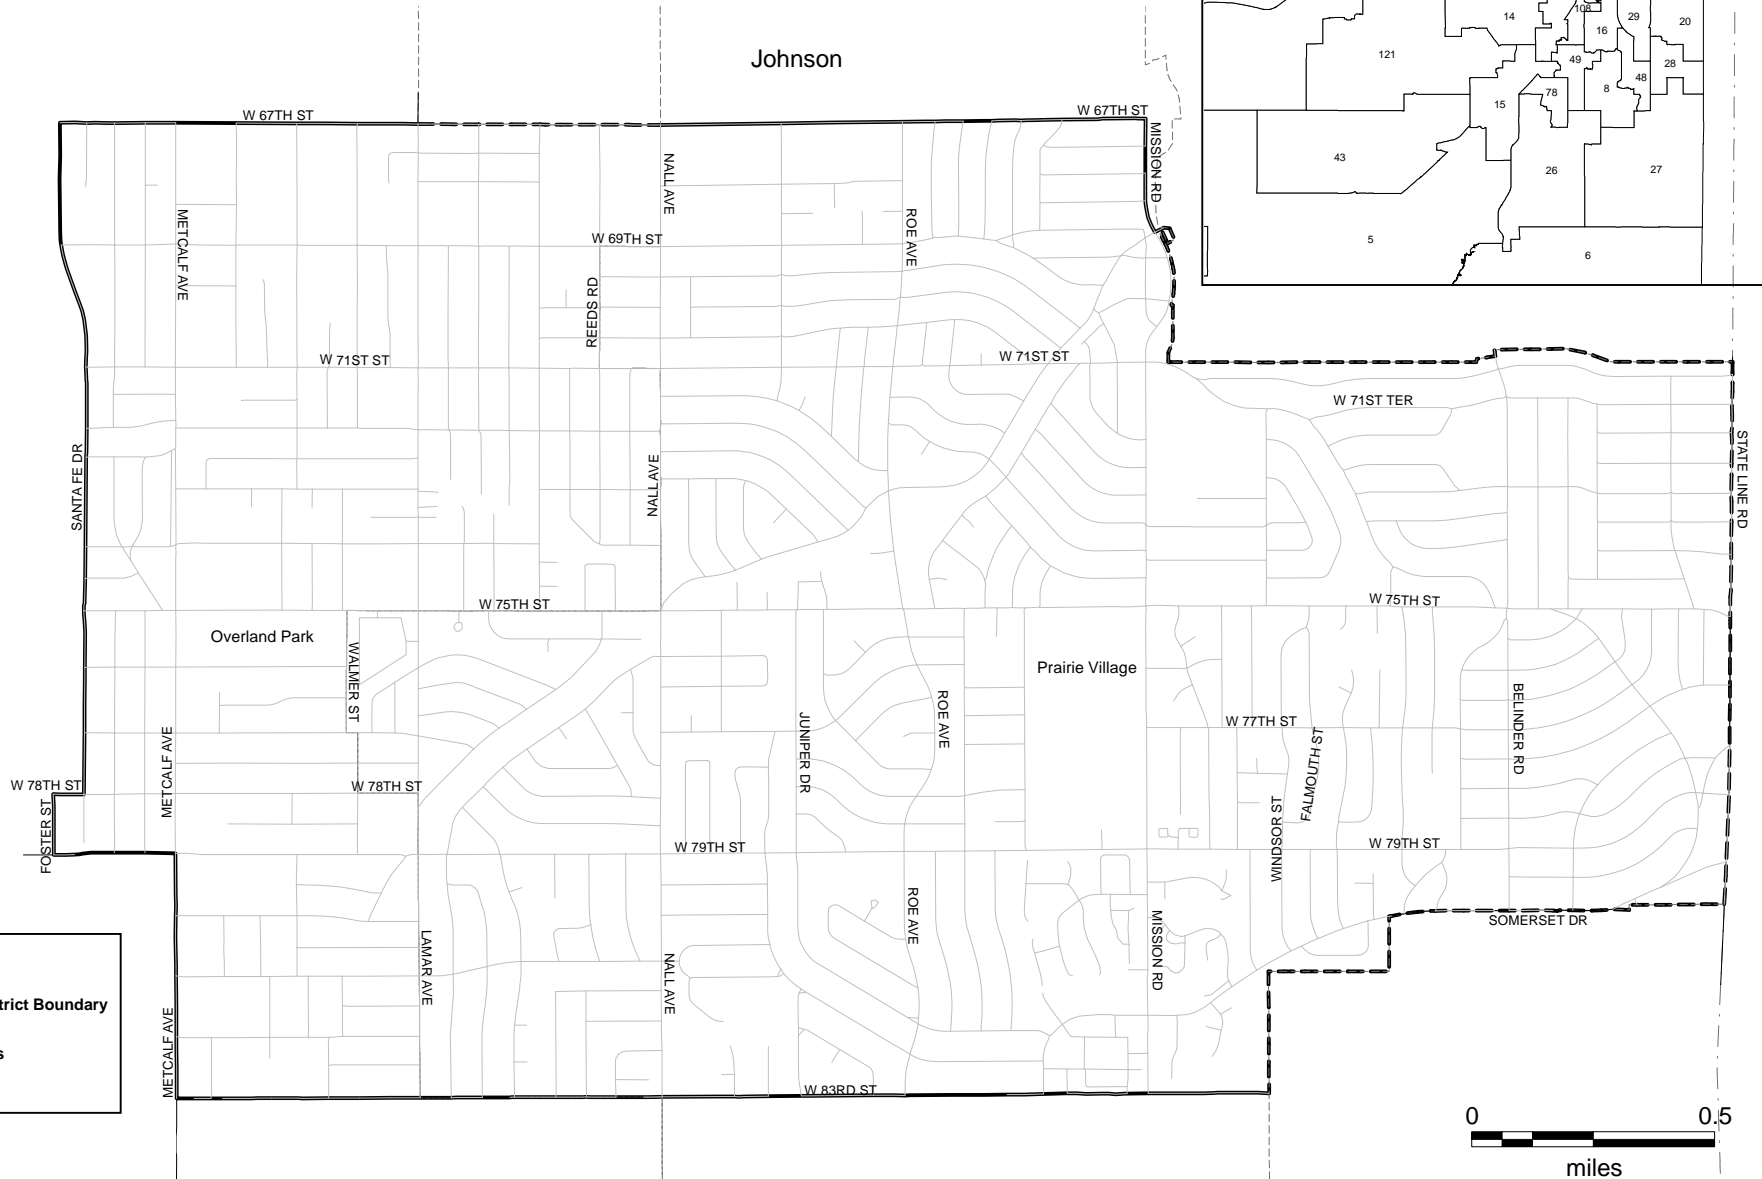 Johnson
14
108
29
20
16
121
49
28
48
78
8
15
43
26
27
5
6
W 67TH ST
W 67TH ST
MISSION RD
NALL AVE
METCALF AVE
ROE AVE
W 69TH ST
REEDS RD
W 71ST ST
W 71ST ST
W 71ST TER
SANTA FE DR
NALL AVE
STATE LINE RD
W 75TH ST
W 75TH ST
Overland Park
WALMER ST
Prairie Village
ROE AVE
JUNIPER DR
BELINDER RD
W 77TH ST
FALMOUTH ST
METCALF AVE
W 78TH ST
W 78TH ST
FOSTER ST
WINDSOR ST
W 79TH ST
W 79TH ST
ROE AVE
MISSION RD
SOMERSET DR
LAMAR AVE
NALL AVE
trict Boundary
s
METCALF AVE
W 83RD ST
0 0.5
miles